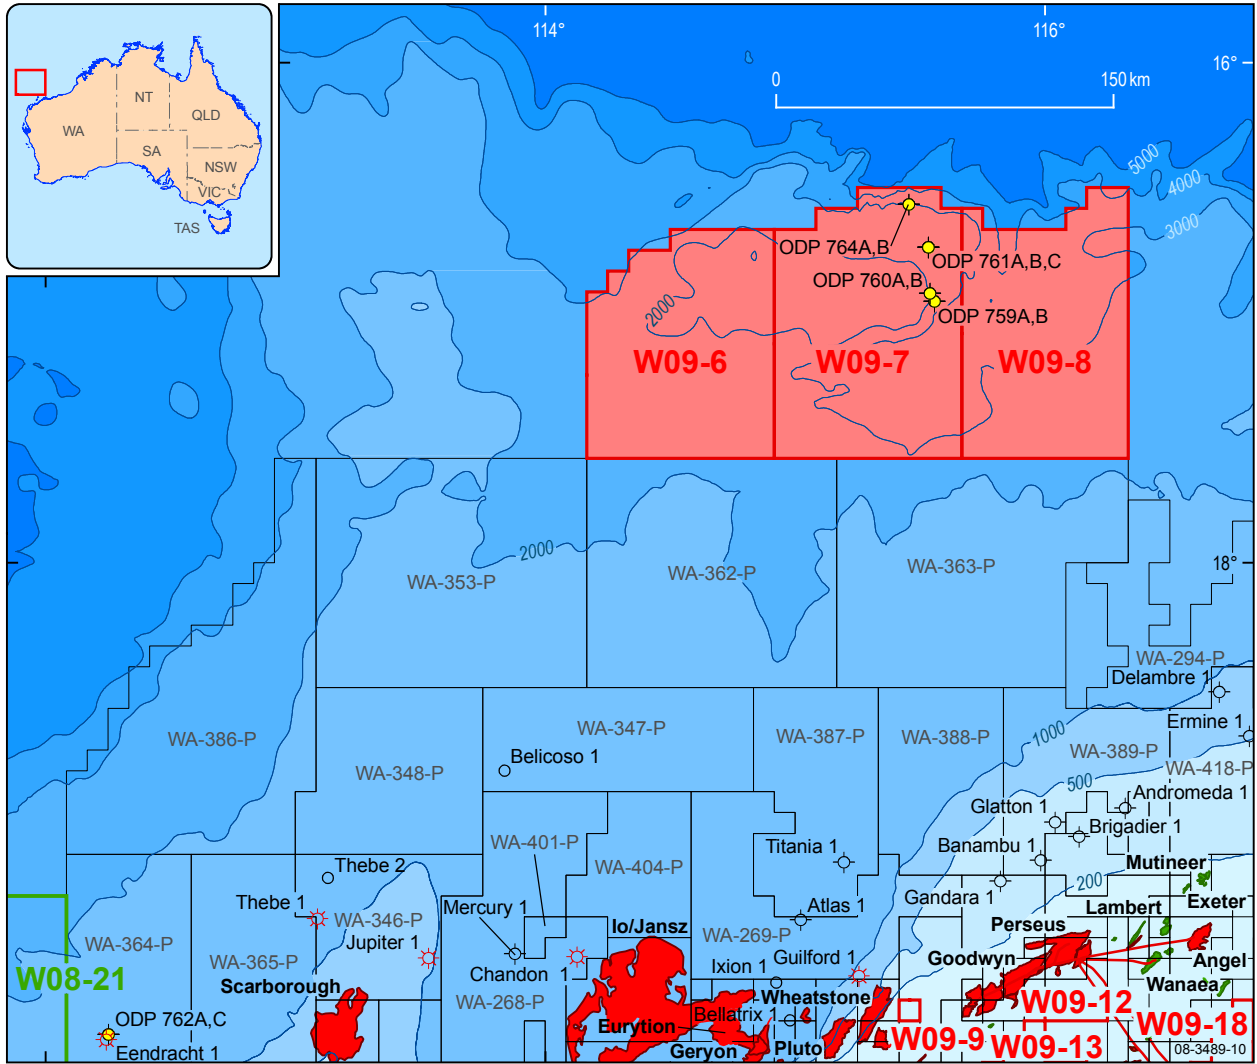 114°
116°
16°
0
150 km
NT
QLD
WA
SA
NSW
VIC
TAS
5000
4000
3000
ODP 764A,B
ODP 761A,B,C
ODP 760A,B
2000
ODP 759A,B
W09-6
W09-7
W09-8
2000
18°
WA-353-P
WA-362-P
WA-363-P
WA-294-P
Delambre 1
Ermine 1
WA-386-P
WA-347-P
WA-387-P
WA-388-P
1000
WA-389-P
Belicoso 1
WA-348-P
WA-418-P
500
Andromeda 1
Glatton 1
Brigadier 1
WA-401-P
Titania 1
Banambu 1
Mutineer
Thebe 2
WA-404-P
200
Gandara 1
Exeter
Thebe 1
Mercury 1
Atlas 1
Lambert
WA-346-P
Io/Jansz
Perseus
WA-364-P
Jupiter 1
WA-269-P
Guilford 1
Goodwyn
Angel
W08-21
WA-365-P
Chandon 1
Ixion 1
Wanaea
Scarborough
WA-268-P
Wheatstone
W09-12
ODP 762A,C
Eurytion
Bellatrix 1
W09-9
W09-18
Eendracht 1
Geryon
Pluto
W09-13
08-3489-10